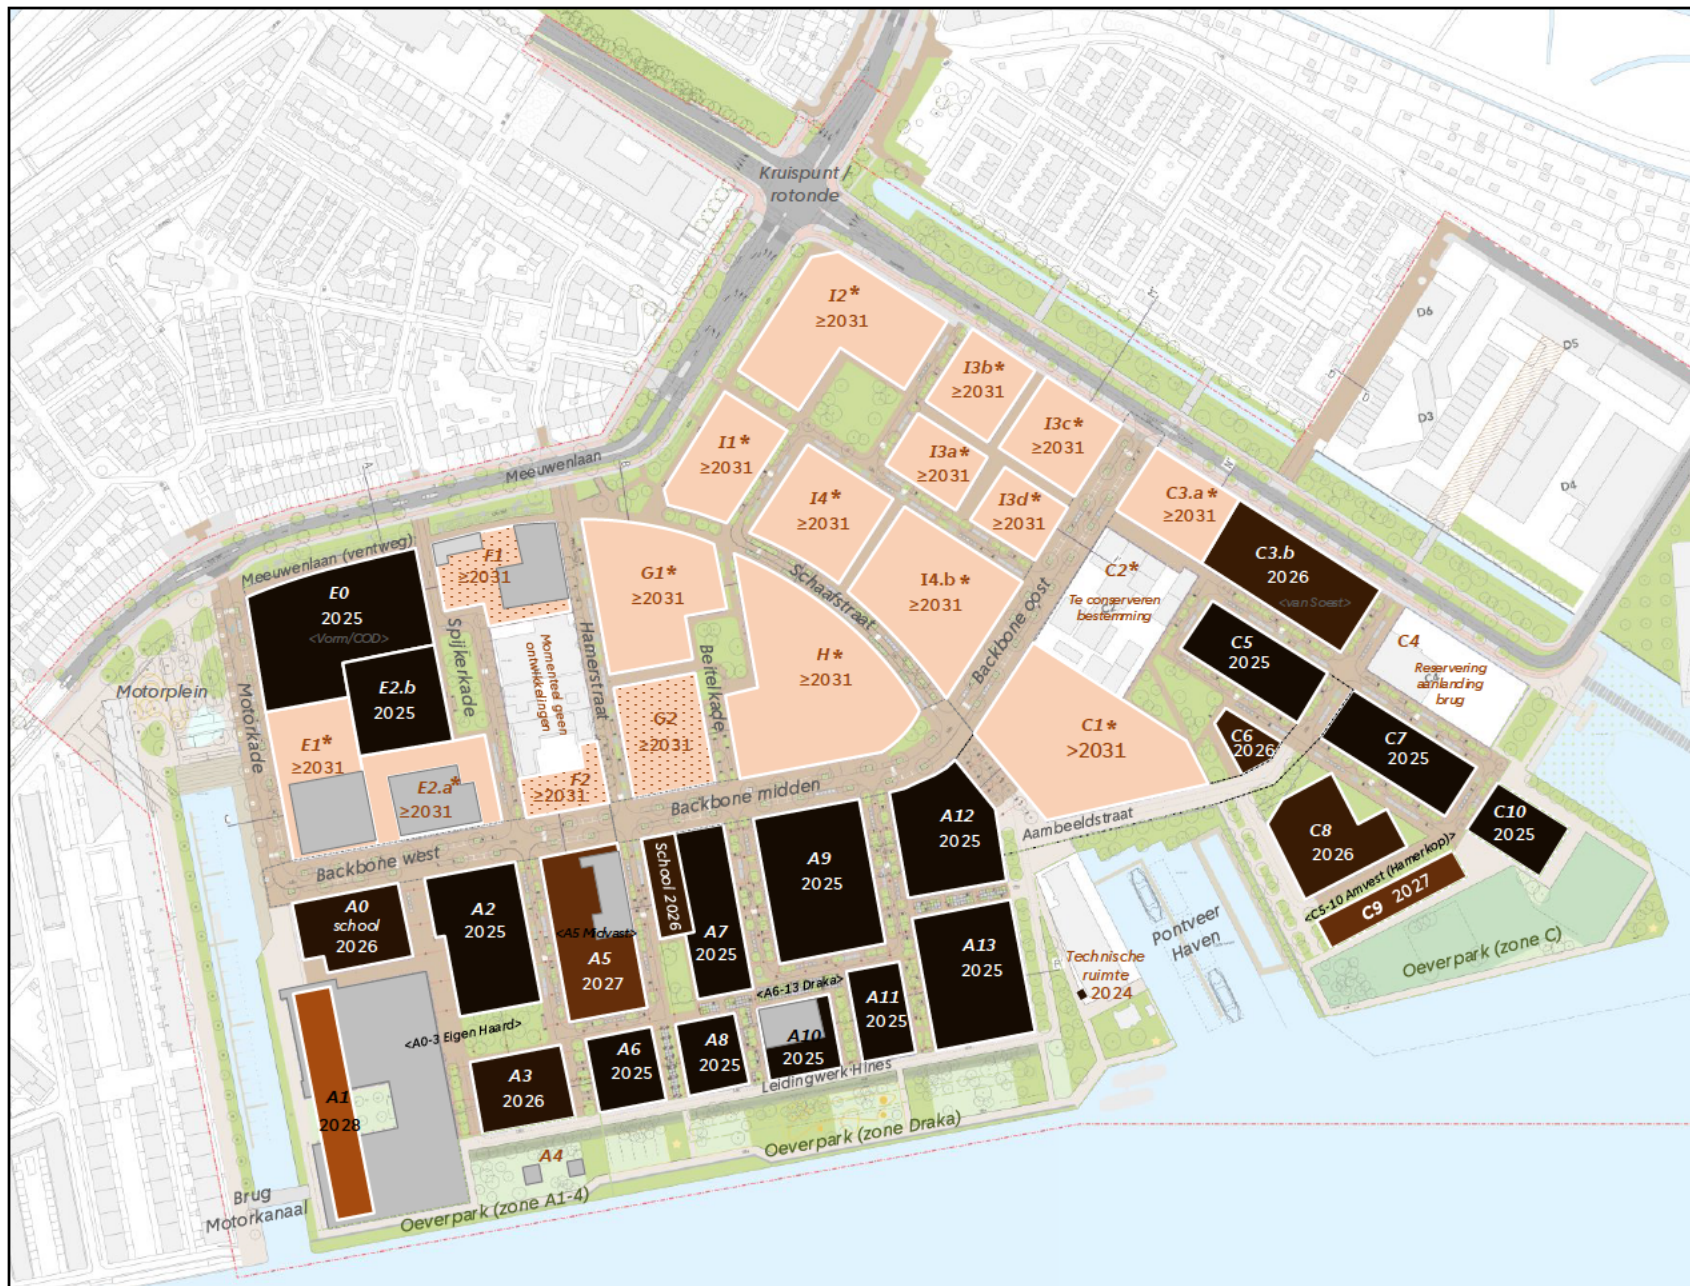 Kruispunt /
rotonde
I2*
≥2031
I3b*
≥2031
I3c*
≥2031
I1*
≥2031
I3a*
≥2031
I4*
≥2031
I3d*
≥2031
C3.a*
≥2031
I4.b*
≥2031
C3.b
2026
<van Soest>
D6
D5
D
D
D3
D4
N'
A
Meeuwenlaan
Meeuwenlaan (ventweg)
E0
2025
<Vorm/COD>
E2.b
2025
E1*
≥2031
E2.a*
≥2031
Motorplein
Motorkade
Spijkerkade
F1
≥2031
Momenteel geen
ontwikkelingen
F2
≥2031
Hamerstraat
G1*
≥2031
G2
≥2031
Beitelkade
H*
≥2031
Schaafstraat
Backbone oost
C2*
Te conserveren
bestemming
C1*
>2031
C4
Reservering
aanlanding
brug
C5
2025
C6
2026
C7
2025
C8
2026
C9 2027
C10
2025
<C5-10 Amvest (Hamerkop)>
Aambeeldstraat
Backbone midden
Backbone west
A0
school
2026
A2
2025
<A5 Midvast>
A5
2027
School 2026
A7
2025
A9
2025
A12
2025
A13
2025
<A6-13 Draka>
A11
2025
A10
2025
A8
2025
A6
2025
A3
2026
<A0-3 Eigen Haard>
A1
2028
A4
Leidingwerk Hines
Technische
ruimte
2024
Pontveer
Haven
Oeverpark (zone C)
Oeverpark (zone Draka)
Oeverpark (zone A1-4)
Brug
Motorkanaal